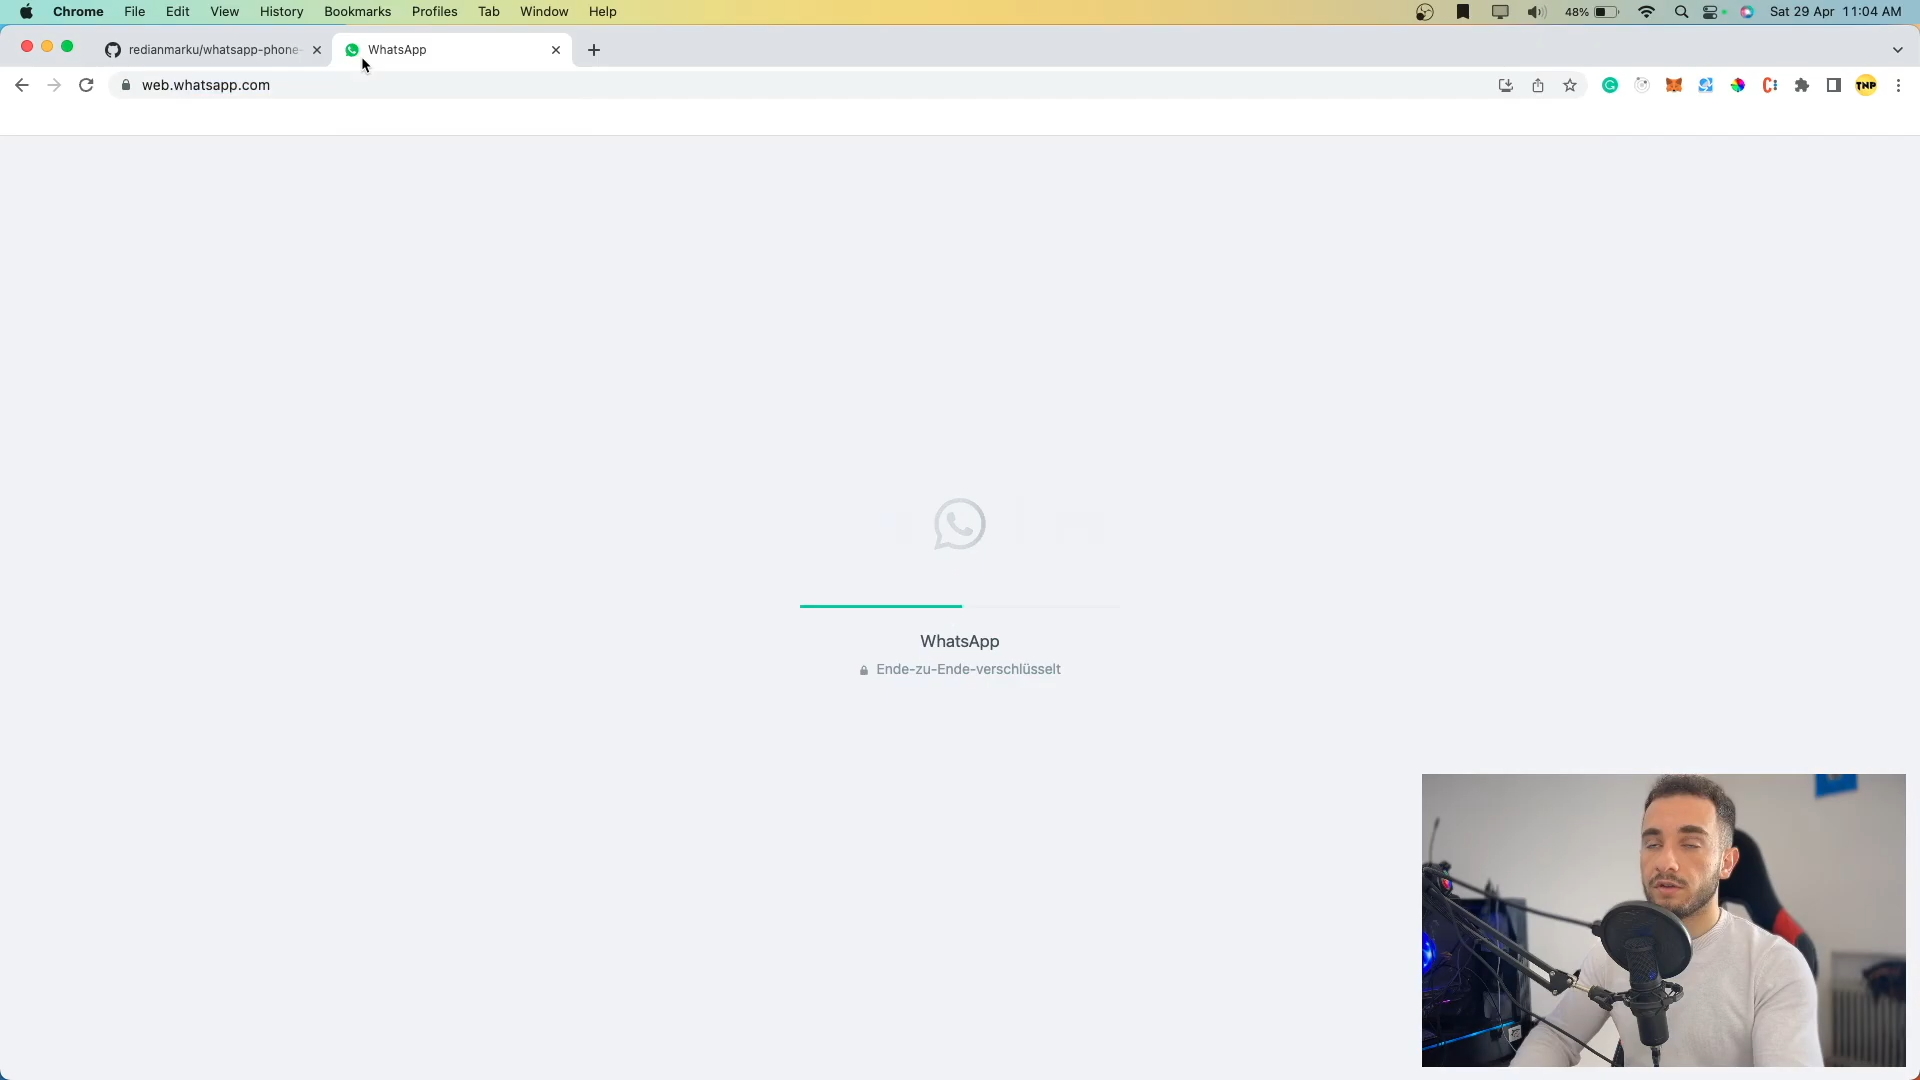 Chrome File Edit View History Bookmarks Profiles Tab Window Help 48% Sat 29 Apr 11:04 AM
redianmarku/whatsapp-phone- WhatsApp
web.whatsapp.com TNP
WhatsApp
Ende-zu-Ende-verschlüsselt